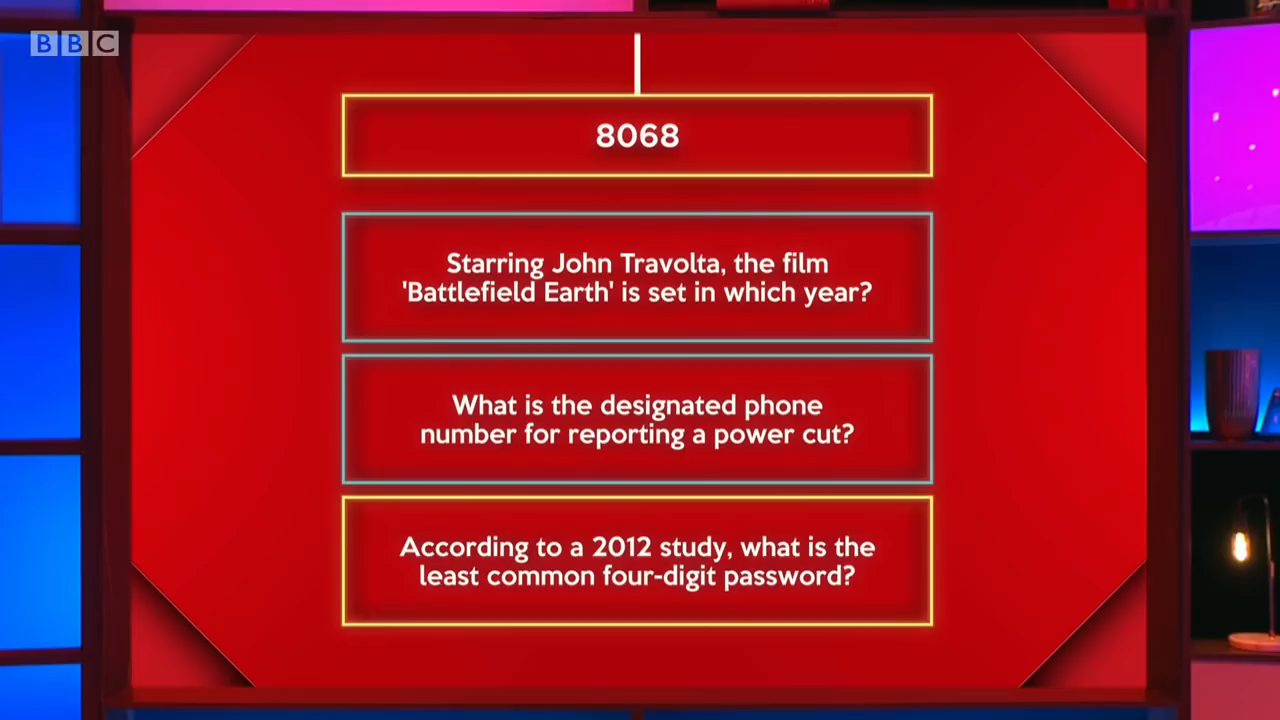 BBC
8068
Starring John Travolta, the film
'Battlefield Earth' is set in which year?
What is the designated phone
number for reporting a power cut?
According to a 2012 study, what is the
least common four-digit password?